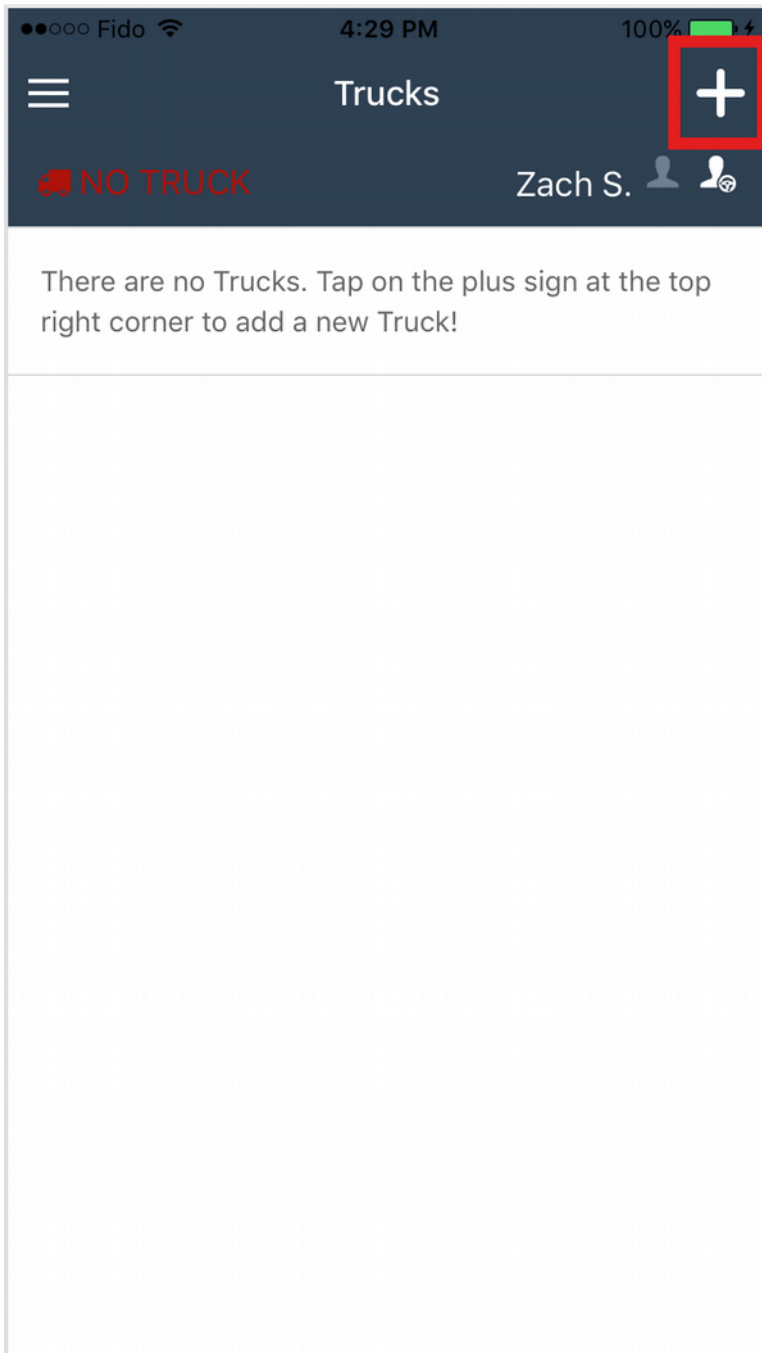 Fido 4:29 PM 100%
Trucks
NO TRUCK Zach S.
There are no Trucks. Tap on the plus sign at the top
right corner to add a new Truck!